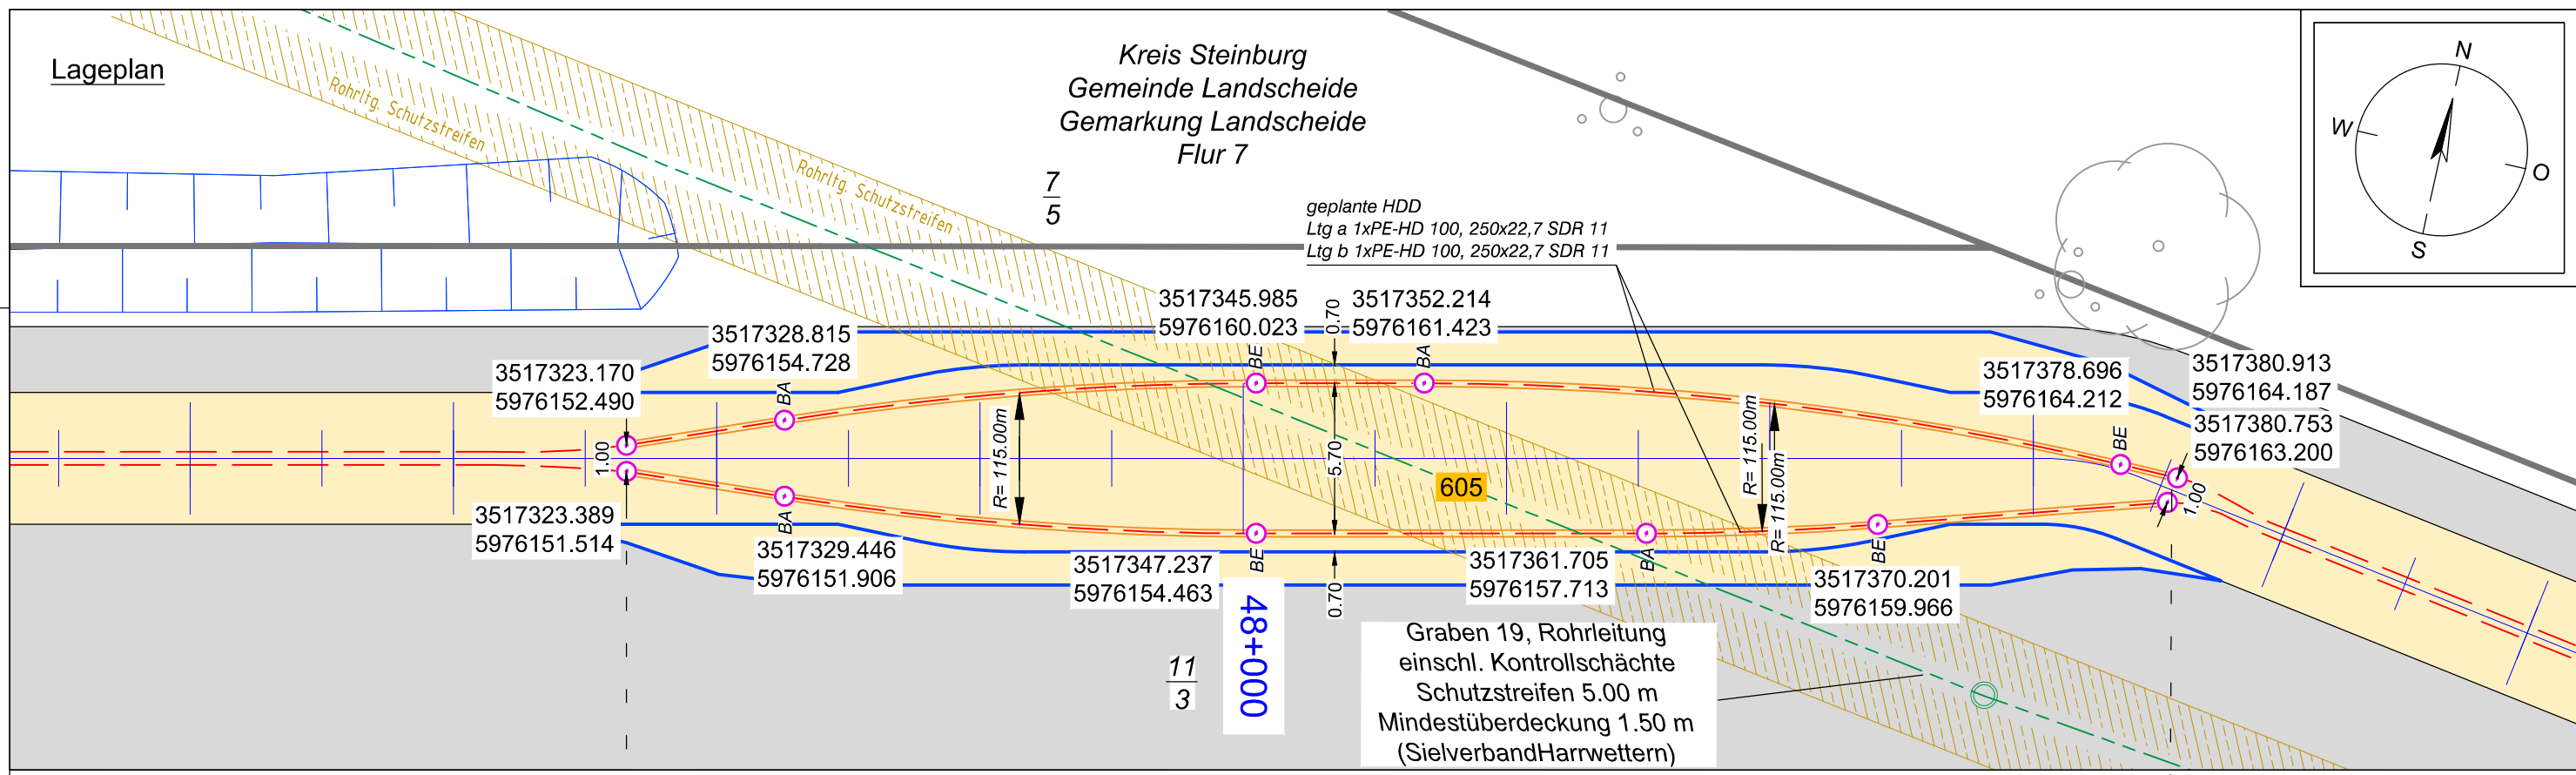 Lageplan
Kreis Steinburg
Gemeinde Landscheide
Gemarkung Landscheide
Flur 7
N
W
O
S
Rohrltg. Schutzstreifen
Rohrltg. Schutzstreifen
7
5
geplante HDD
Ltg a 1xPE-HD 100, 250x22,7 SDR 11
Ltg b 1xPE-HD 100, 250x22,7 SDR 11
3517345.985
5976160.023
0.70
3517352.214
5976161.423
3517328.815
5976154.728
3517323.170
5976152.490
BA
BE
BA
3517378.696
5976164.212
3517380.913
5976164.187
3517380.753
5976163.200
1.00
R= 115.00m
5.70
605
R= 115.00m
R= 115.00m
BE
1.00
3517323.389
5976151.514
BA
3517329.446
5976151.906
BE
3517347.237
5976154.463
0.70
3517361.705
5976157.713
BA
BE
3517370.201
5976159.966
48+000
11
3
Graben 19, Rohrleitung
einschl. Kontrollschächte
Schutzstreifen 5.00 m
Mindestüberdeckung 1.50 m
(SielverbandHarrwettern)